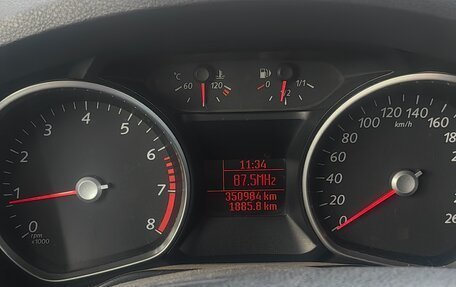 °C 60 120
0 1/2 1/1
0 1 2 3 4 5 6 7 8
rpm x1000
11:34
87.5MHz
350984 km
1885.8 km
0 20 40 60 80 100 120 140 160
km/h